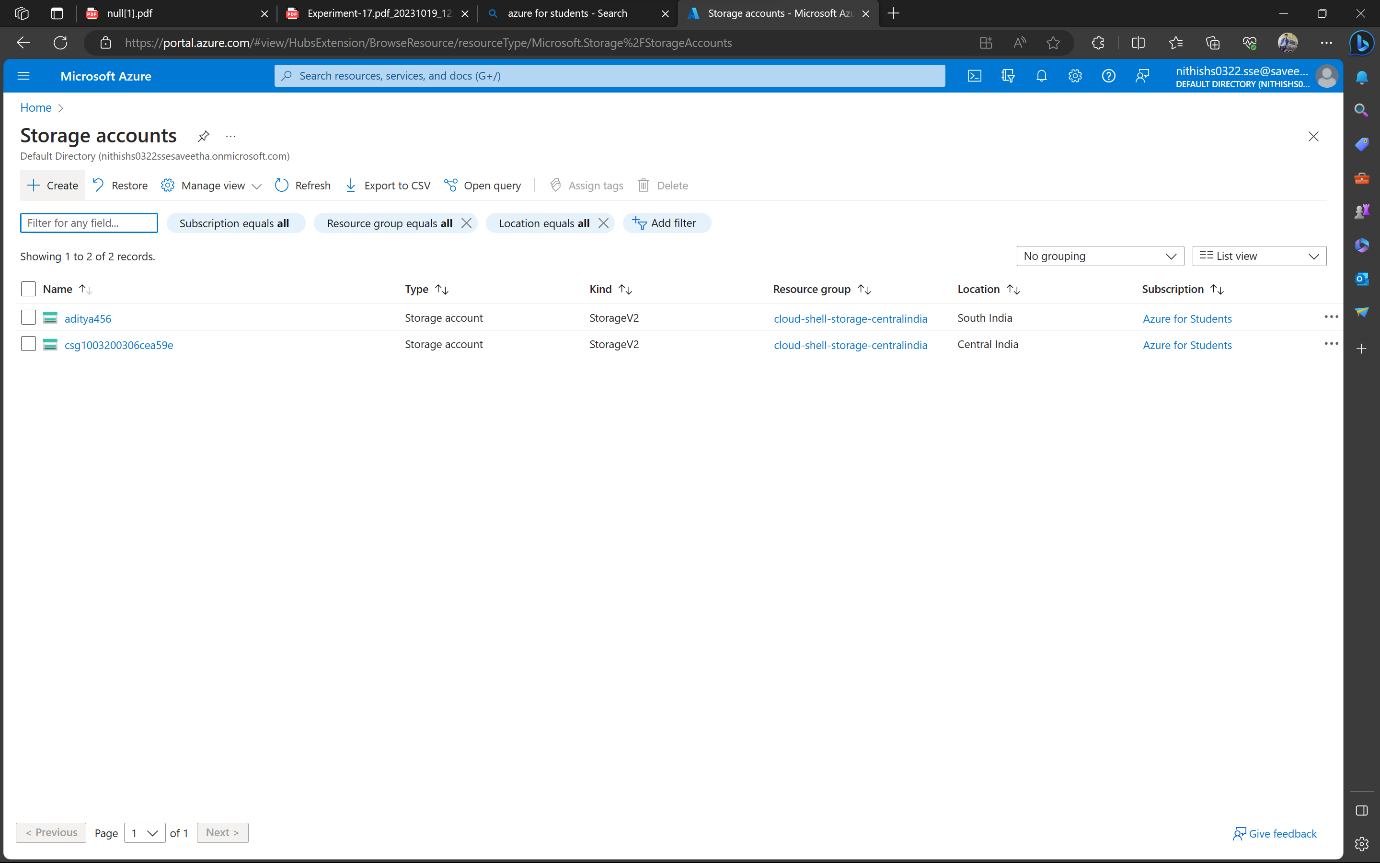 null[1].pdf
Experiment-17.pdf_20231019_12
azure for students - Search
Storage accounts - Microsoft Azu
https://portal.azure.com/#view/HubsExtension/BrowseResource/resourceType/Microsoft.Storage%2FStorageAccounts
Microsoft Azure
Search resources, services, and docs (G+/)
nithishs0322.sse@savee...
DEFAULT DIRECTORY (NITHISHS0...
Home >
Storage accounts
Default Directory (nithishs0322ssesaveetha.onmicrosoft.com)
Create Restore Manage view Refresh Export to CSV Open query Assign tags Delete
Filter for any field... Subscription equals all Resource group equals all Location equals all Add filter
Showing 1 to 2 of 2 records. No grouping List view
Name Type Kind Resource group Location Subscription
aditya456 Storage account StorageV2 cloud-shell-storage-centralindia South India Azure for Students
csg1003200306cea59e Storage account StorageV2 cloud-shell-storage-centralindia Central India Azure for Students
< Previous Page 1 of 1 Next > Give feedback